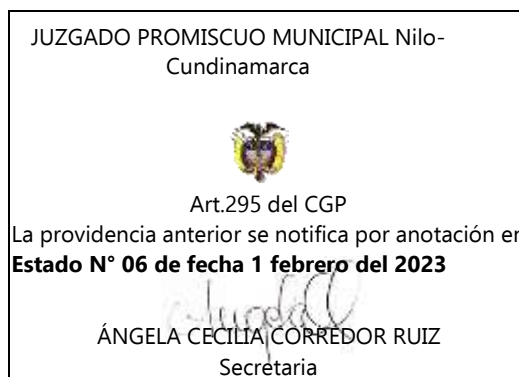 JUZGADO PROMISCUO MUNICIPAL Nilo-
Cundinamarca
Art.295 del CGP
La providencia anterior se notifica por anotación en
Estado N° 06 de fecha 1 febrero del 2023
ÁNGELA CECILIA CORREDOR RUIZ
Secretaria